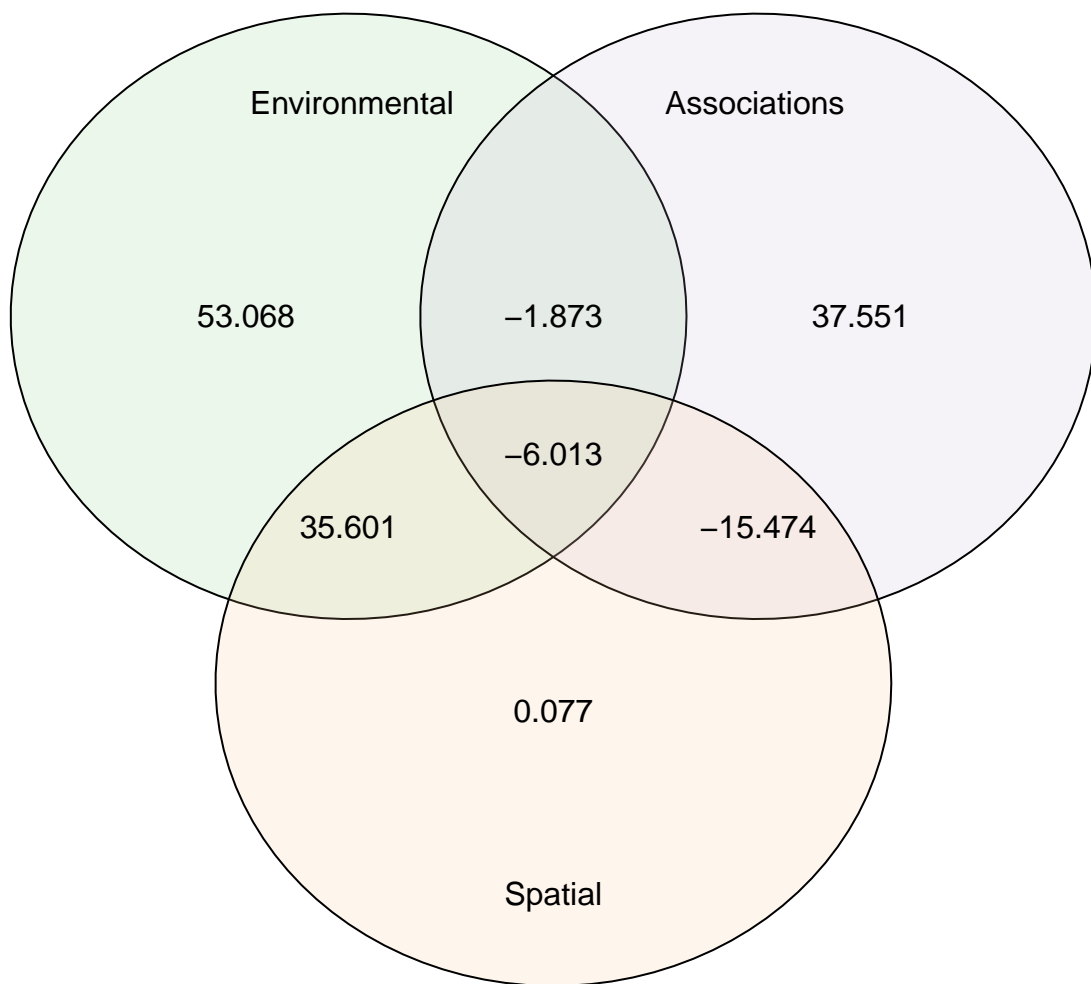 Environmental
Associations
53.068
–1.873
37.551
–6.013
35.601
–15.474
0.077
Spatial